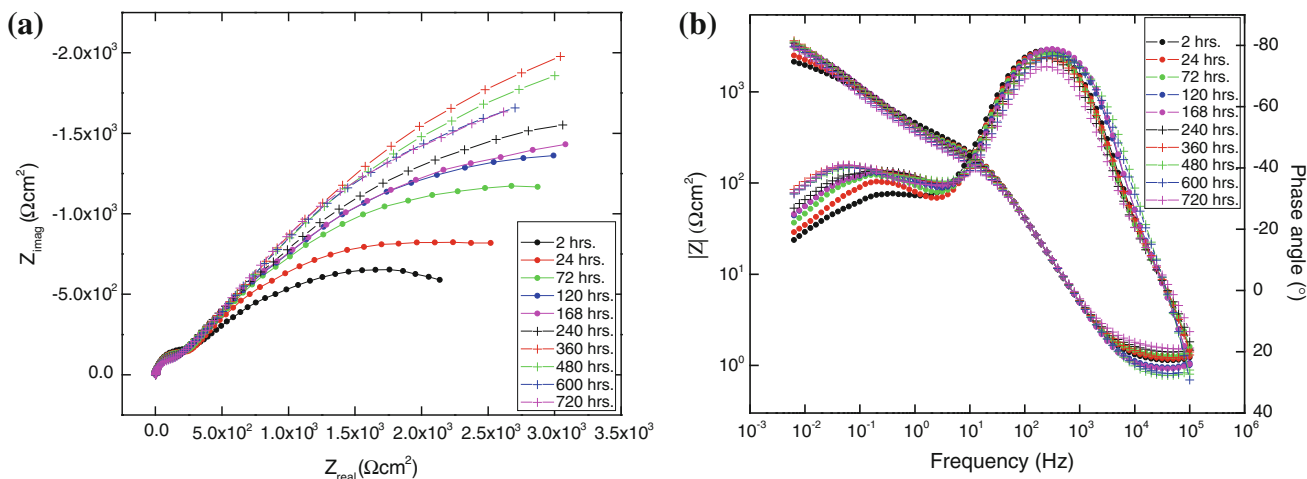 (a)
-2.0x10³
-1.5x10³
-1.0x10³
-5.0x10²
0.0
Z_imag (Ωcm²)
2 hrs.
24 hrs.
72 hrs.
120 hrs.
168 hrs.
240 hrs.
360 hrs.
480 hrs.
600 hrs.
720 hrs.
0.0 5.0x10² 1.0x10³ 1.5x10³ 2.0x10³ 2.5x10³ 3.0x10³ 3.5x10³
Z_real (Ωcm²)
(b)
10³
10²
10¹
10⁰
|Z| (Ωcm²)
2 hrs.
24 hrs.
72 hrs.
120 hrs.
168 hrs.
240 hrs.
360 hrs.
480 hrs.
600 hrs.
720 hrs.
-80
-60
-40
-20
0
20
40
Phase angle (°)
10⁻³ 10⁻² 10⁻¹ 10⁰ 10¹ 10² 10³ 10⁴ 10⁵ 10⁶
Frequency (Hz)